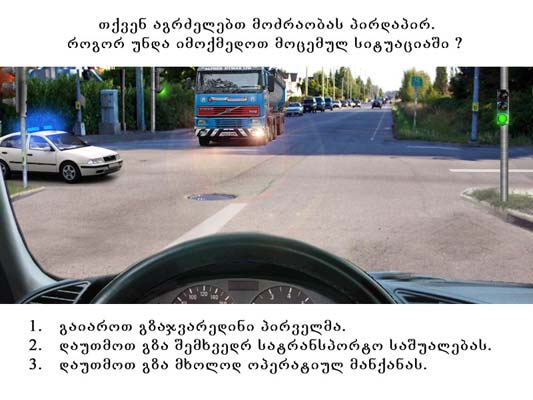 თქვენ აგრძელებთ მოძრაობას პირდაპირ.
როგორ უნდა იმოქმედოთ მოცემულ სიტუაციაში ?
1. გაიაროთ გზაჯვარედინი პირველმა.
2. დაუთმოთ გზა შემხვედრ სატრანსპორტო საშუალებას.
3. დაუთმოთ გზა მხოლოდ ოპერატიულ მანქანას.